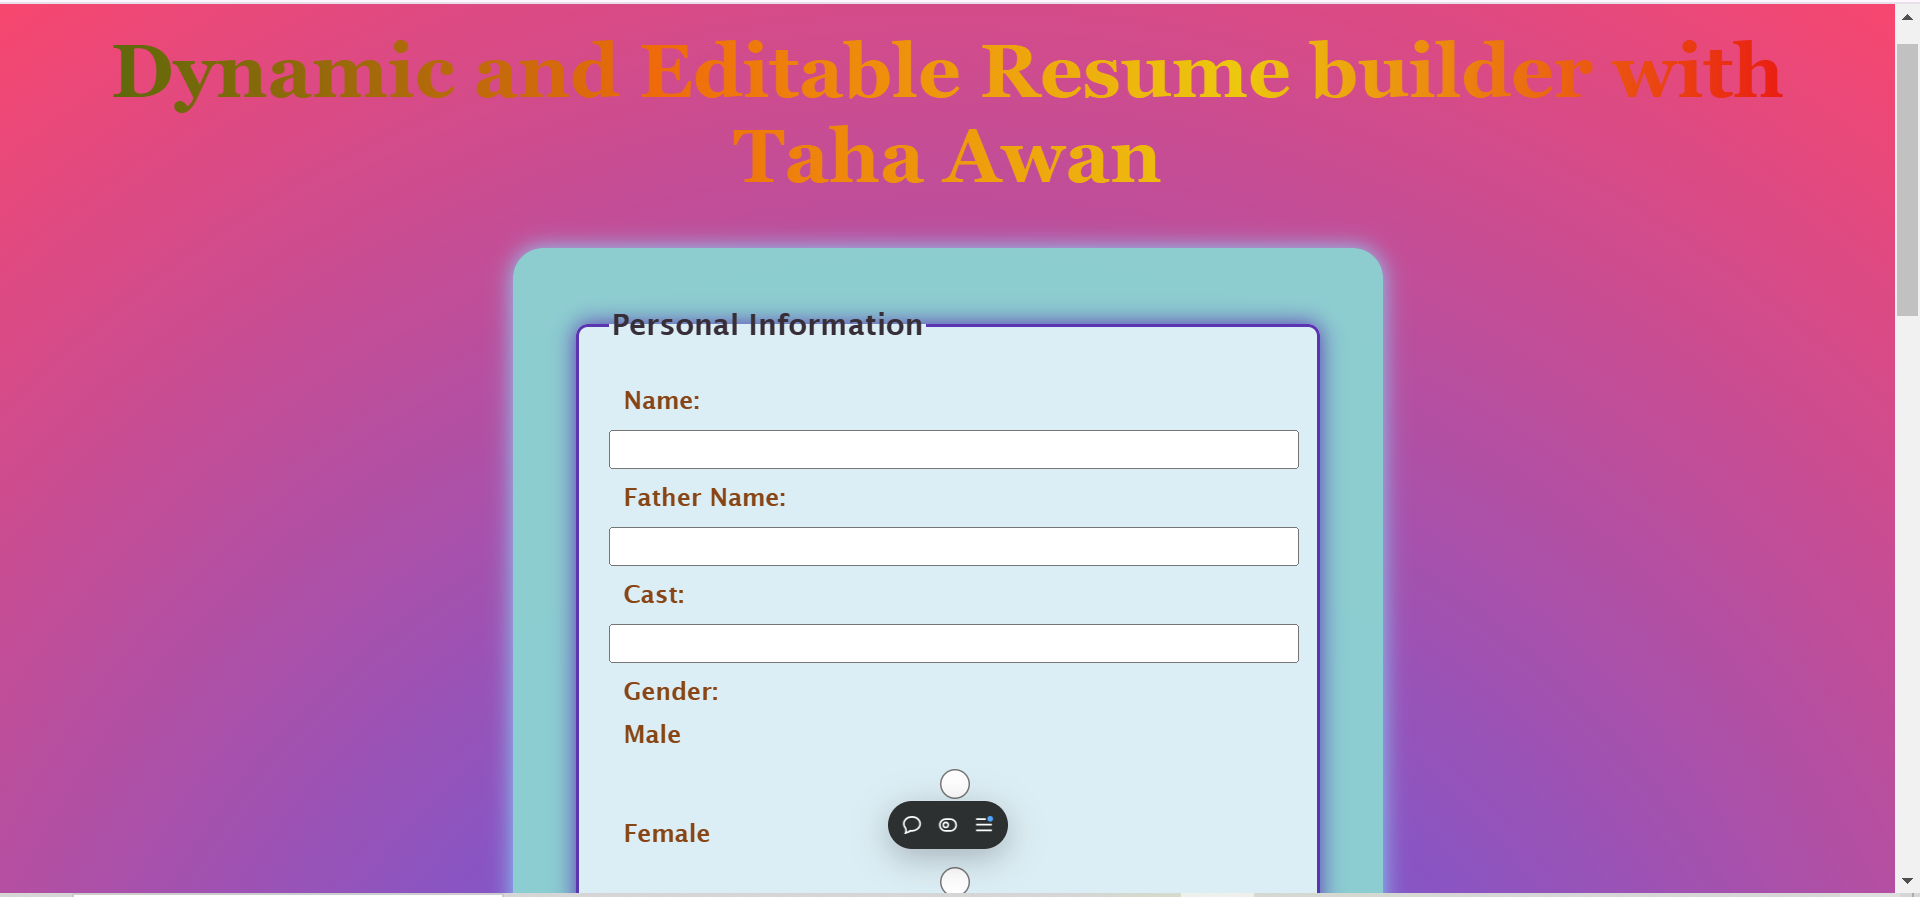 Dynamic and Editable Resume builder with
Taha Awan
Personal Information
Name:
Father Name:
Cast:
Gender:
Male
Female